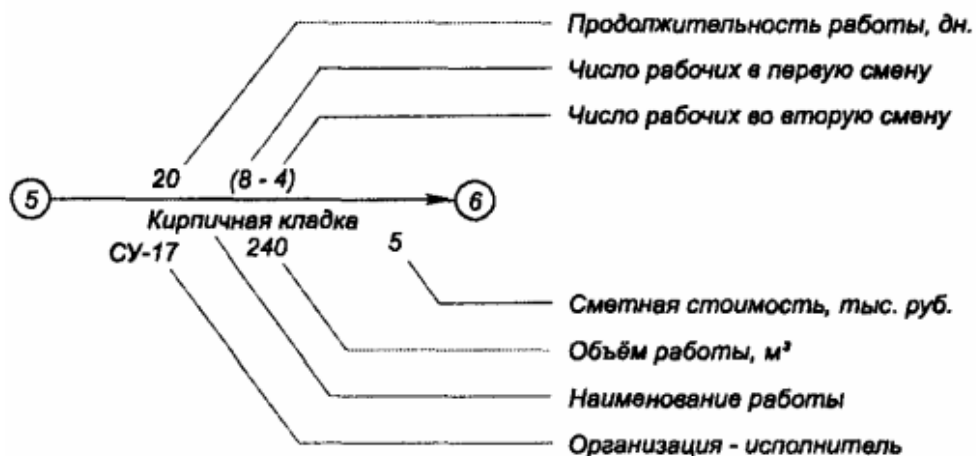 Продолжительность работы, дн.
Число рабочих в первую смену
Число рабочих во вторую смену
20 (8 - 4)
5 6
Кирпичная кладка
СУ-17 240 5
Сметная стоимость, тыс. руб.
Объём работы, м³
Наименование работы
Организация - исполнитель